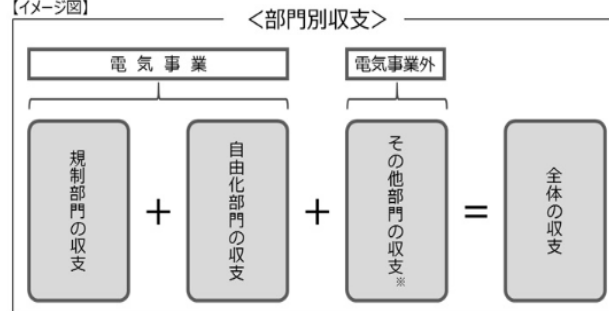 【イメージ図】
＜部門別収支＞
電気事業
電気事業外
規制部門の収支
＋
自由化部門の収支
＋
その他部門の収支※
＝
全体の収支